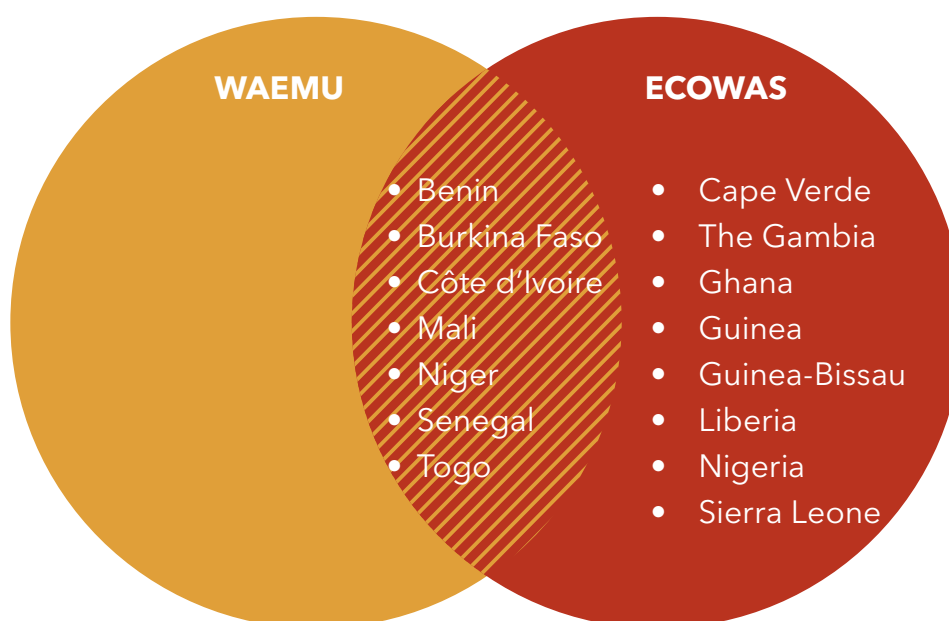 WAEMU
ECOWAS
• Benin
• Burkina Faso
• Côte d’Ivoire
• Mali
• Niger
• Senegal
• Togo
• Cape Verde
• The Gambia
• Ghana
• Guinea
• Guinea-Bissau
• Liberia
• Nigeria
• Sierra Leone